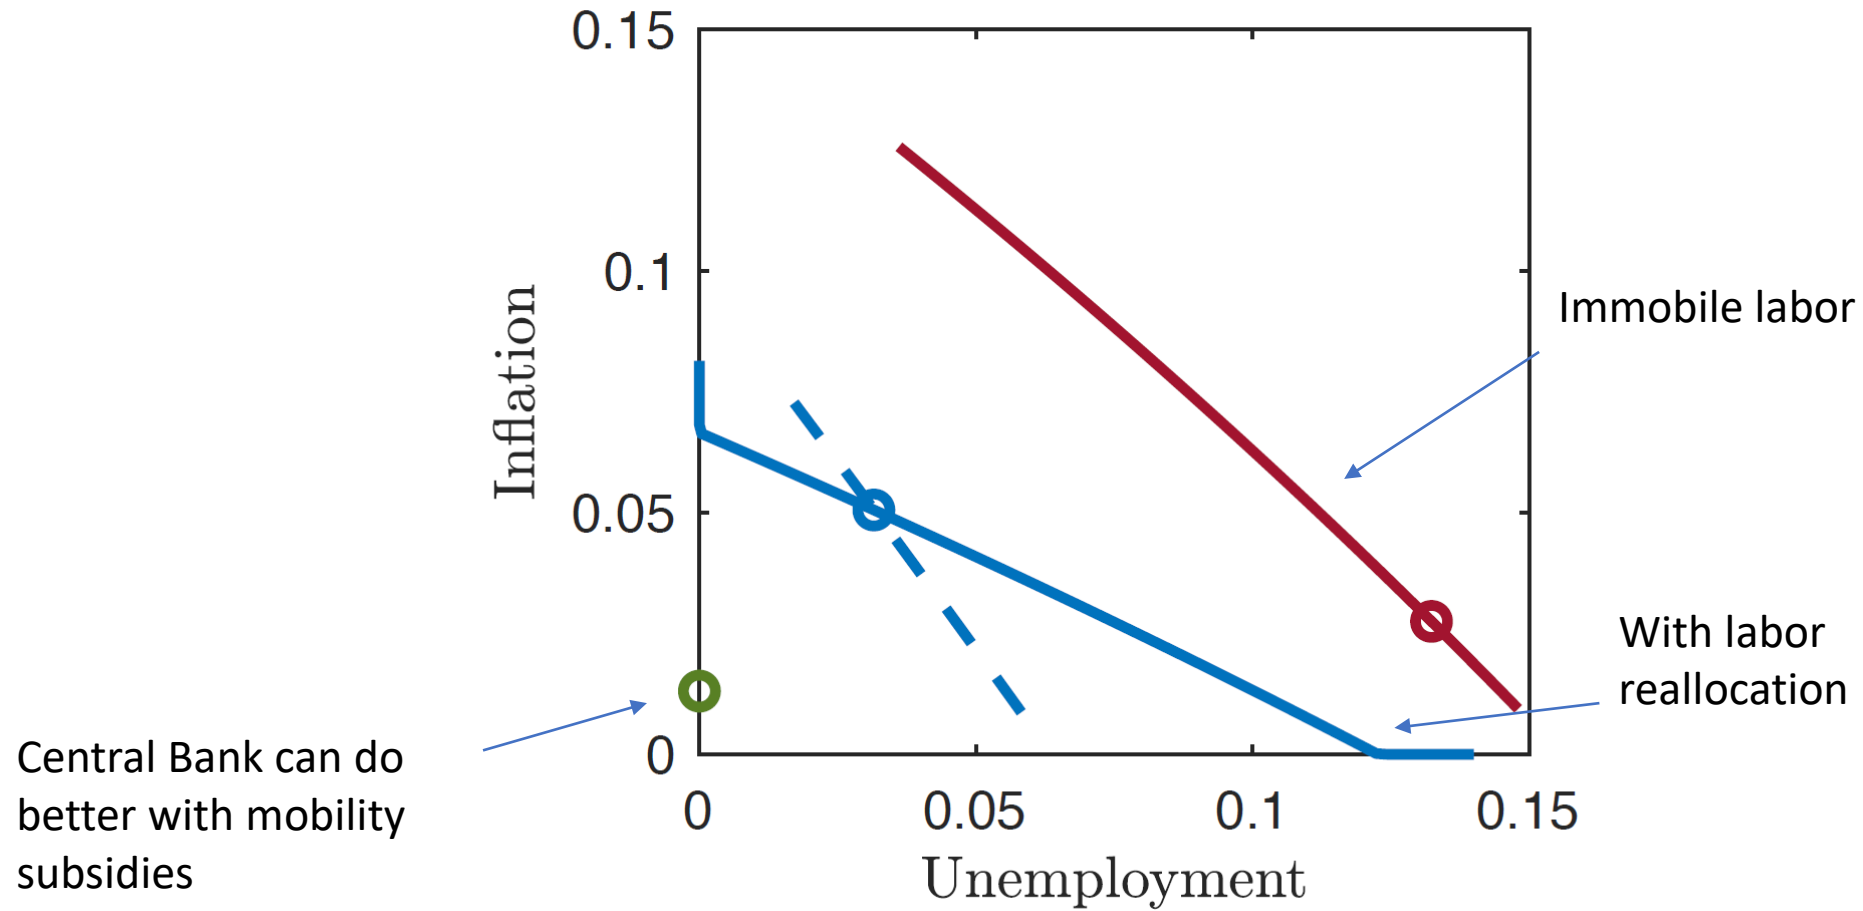 0.15
0.1
0.05
0
Inflation
0
0.05
0.1
0.15
Unemployment
Immobile labor
With labor
reallocation
Central Bank can do
better with mobility
subsidies